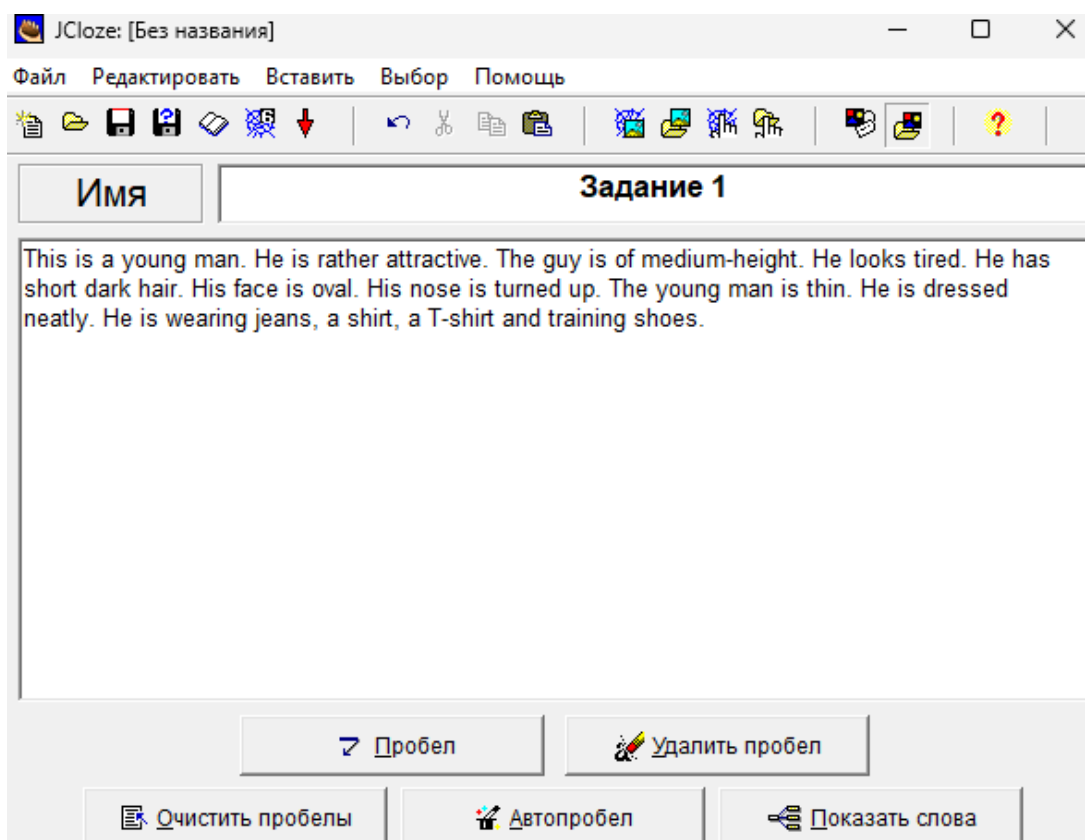 JCloze: [Без названия]
Файл Редактировать Вставить Выбор Помощь
Имя
Задание 1
This is a young man. He is rather attractive. The guy is of medium-height. He looks tired. He has
short dark hair. His face is oval. His nose is turned up. The young man is thin. He is dressed
neatly. He is wearing jeans, a shirt, a T-shirt and training shoes.
Пробел Удалить пробел
Очистить пробелы Автопробел Показать слова